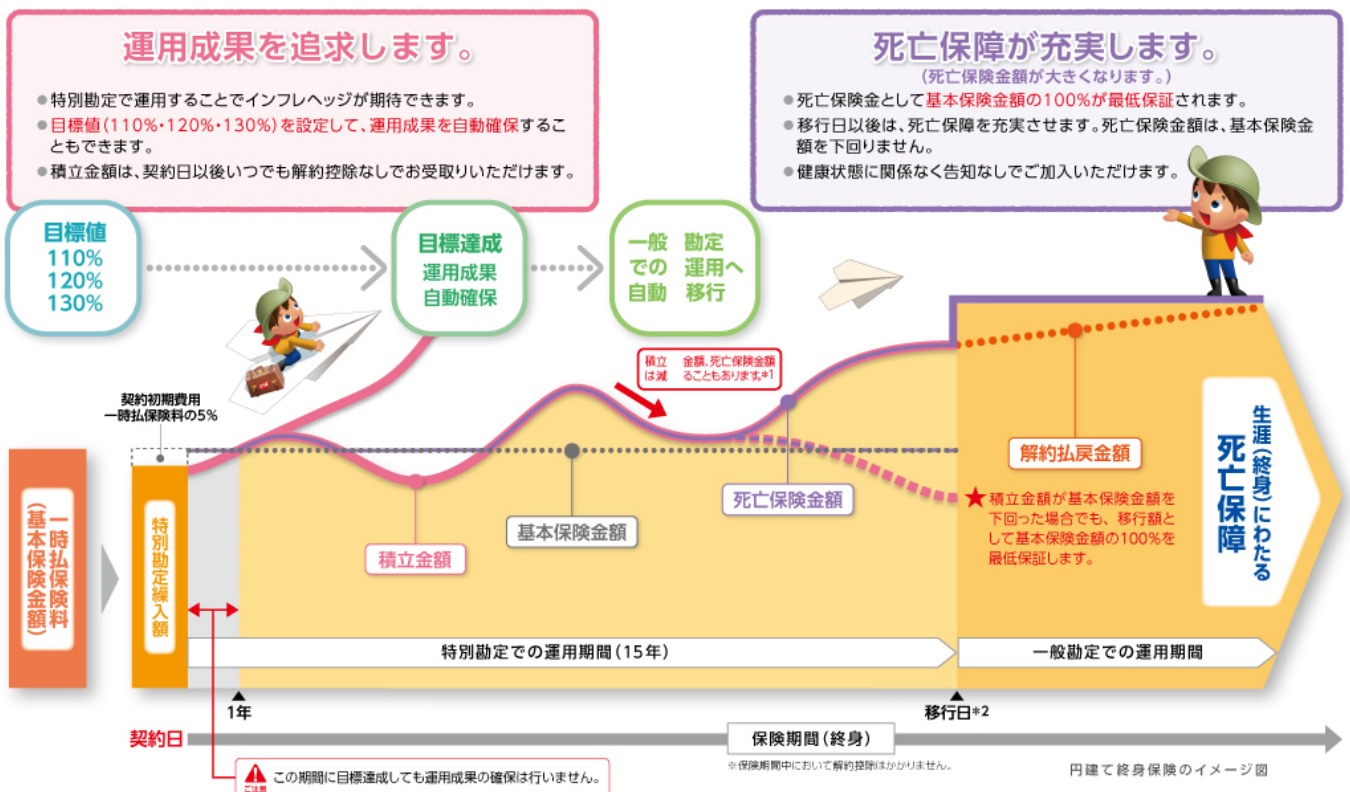 運用成果を追求します。
●特別勘定で運用することでインフレヘッジが期待できます。
●目標値(110%・120%・130%)を設定して、運用成果を自動確保するこ
ともできます。
●積立金額は、契約日以後いつでも解約控除なしでお受取りいただけます。
死亡保障が充実します。
(死亡保険金額が大きくなります。)
●死亡保険金として基本保険金額の100%が最低保証されます。
●移行日以後は、死亡保障を充実させます。死亡保険金額は、基本保険金
額を下回りません。
●健康状態に関係なく告知なしでご加入いただけます。
目標値
110%
120%
130%
目標達成
運用成果
自動確保
一般 勘定
での 運用へ
自動 移行
積立 金額、死亡保険金額
は減 ることもあります。*1
契約初期費用
一時払保険料の5%
一時払保険料
(基本保険金額)
特別勘定繰入額
積立金額
基本保険金額
死亡保険金額
解約払戻金額
★積立金額が基本保険金額を
下回った場合でも、移行額と
して基本保険金額の100%を
最低保証します。
生涯(終身)にわたる
死亡保障
特別勘定での運用期間(15年)
一般勘定での運用期間
1年
移行日*2
契約日
保険期間(終身)
※保険期間中において解約控除はかかりません。
円建て終身保険のイメージ図
ご注意
この期間に目標達成しても運用成果の確保は行いません。